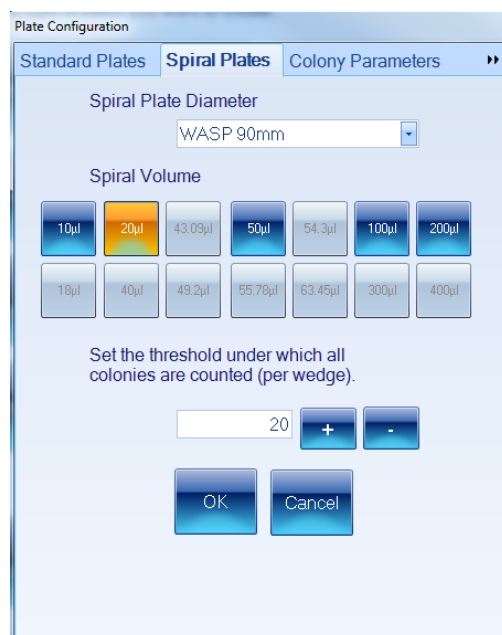 Plate Configuration
Standard Plates Spiral Plates Colony Parameters
Spiral Plate Diameter
WASP 90mm
Spiral Volume
10µl 20µl 43.09µl 50µl 54.3µl 100µl 200µl
18µl 40µl 49.2µl 55.78µl 63.45µl 300µl 400µl
Set the threshold under which all
colonies are counted (per wedge).
20 + -
OK Cancel